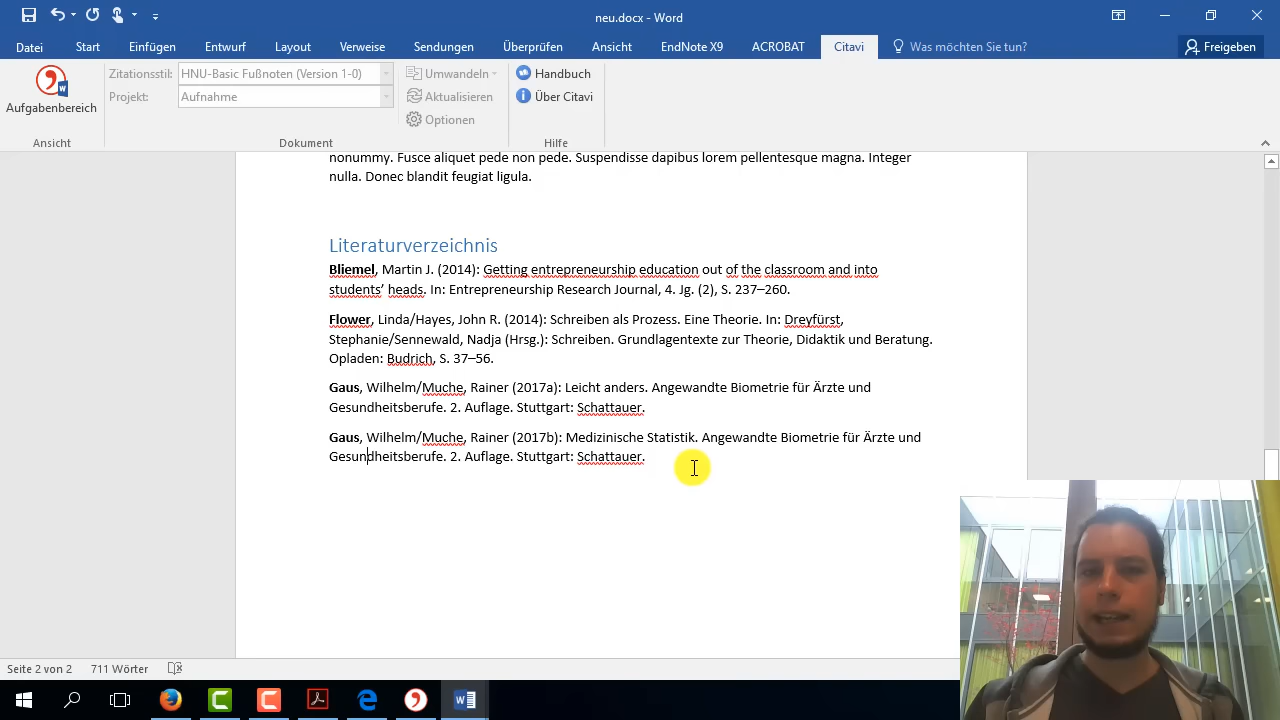 neu.docx - Word
Datei Start Einfügen Entwurf Layout Verweise Sendungen Überprüfen Ansicht EndNote X9 ACROBAT Citavi Was möchten Sie tun? Freigeben
Zitationsstil: HNU-Basic Fußnoten (Version 1-0) Umwandeln Handbuch
Aufgabenbereich Projekt: Aufnahme Aktualisieren Über Citavi
Optionen
Ansicht Dokument Hilfe
nonummy. Fusce aliquet pede non pede. Suspendisse dapibus lorem pellentesque magna. Integer
nulla. Donec blandit feugiat ligula.
Literaturverzeichnis
Bliemel, Martin J. (2014): Getting entrepreneurship education out of the classroom and into
students’ heads. In: Entrepreneurship Research Journal, 4. Jg. (2), S. 237–260.
Flower, Linda/Hayes, John R. (2014): Schreiben als Prozess. Eine Theorie. In: Dreyfürst,
Stephanie/Sennewald, Nadja (Hrsg.): Schreiben. Grundlagentexte zur Theorie, Didaktik und Beratung.
Opladen: Budrich, S. 37–56.
Gaus, Wilhelm/Muche, Rainer (2017a): Leicht anders. Angewandte Biometrie für Ärzte und
Gesundheitsberufe. 2. Auflage. Stuttgart: Schattauer.
Gaus, Wilhelm/Muche, Rainer (2017b): Medizinische Statistik. Angewandte Biometrie für Ärzte und
Gesundheitsberufe. 2. Auflage. Stuttgart: Schattauer.
Seite 2 von 2 711 Wörter